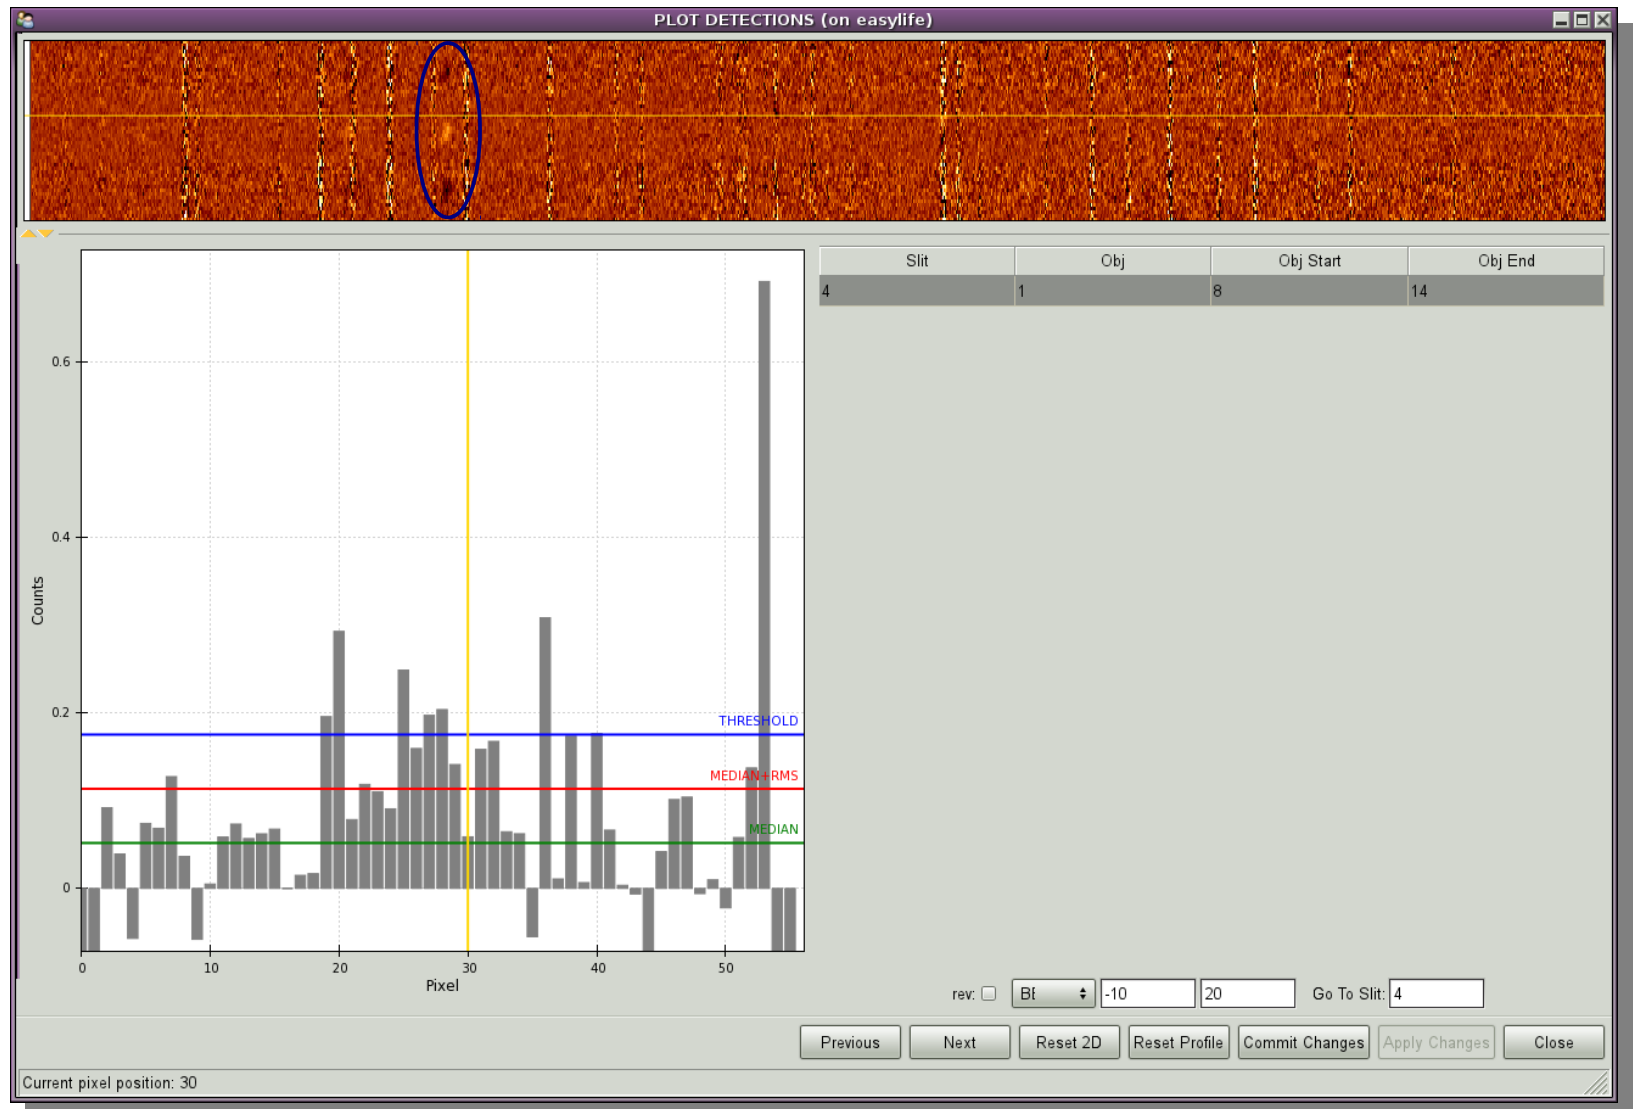 PLOT DETECTIONS (on easylife)
Slit Obj Obj Start Obj End
4 1 8 14
0.6
0.4
0.2
0
Counts
THRESHOLD
MEDIAN+RMS
MEDIAN
0 10 20 30 40 50
Pixel
rev: BE -10 20 Go To Slit: 4
Previous Next Reset 2D Reset Profile Commit Changes Apply Changes Close
Current pixel position: 30